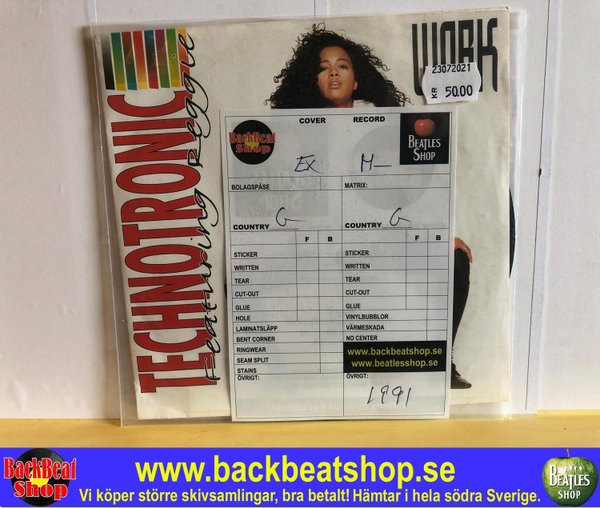 TECHNOTRONIC
Featuring Reggie
WORK
23072021
KR 50.00
COVER RECORD
BackBeat
Shop
EX M-
BEATLES
SHOP
BOLAGSPÅSE MATRIX:
COUNTRY G COUNTRY G
F B F B
STICKER STICKER
WRITTEN WRITTEN
TEAR TEAR
CUT-OUT CUT-OUT
GLUE GLUE
HOLE VINYLBUBBLOR
LAMINATSLÄPP VÄRMESKADA
BENT CORNER NO CENTER
RINGWEAR
SEAM SPLIT
STAINS
www.backbeatshop.se
www.beatlesshop.se
ÖVRIGT: ÖVRIGT:
1991
BackBeat
Shop
www.backbeatshop.se
Vi köper större skivsamlingar, bra betalt! Hämtar i hela södra Sverige.
BEATLES
SHOP